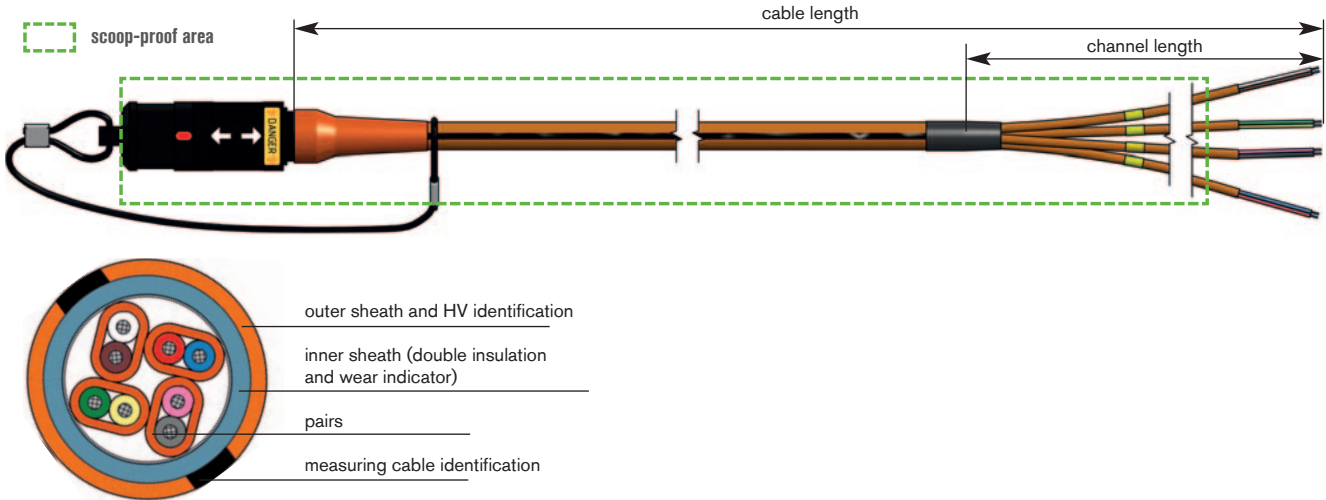 cable length
scoop-proof area
channel length
DANGER
outer sheath and HV identification
inner sheath (double insulation
and wear indicator)
pairs
measuring cable identification